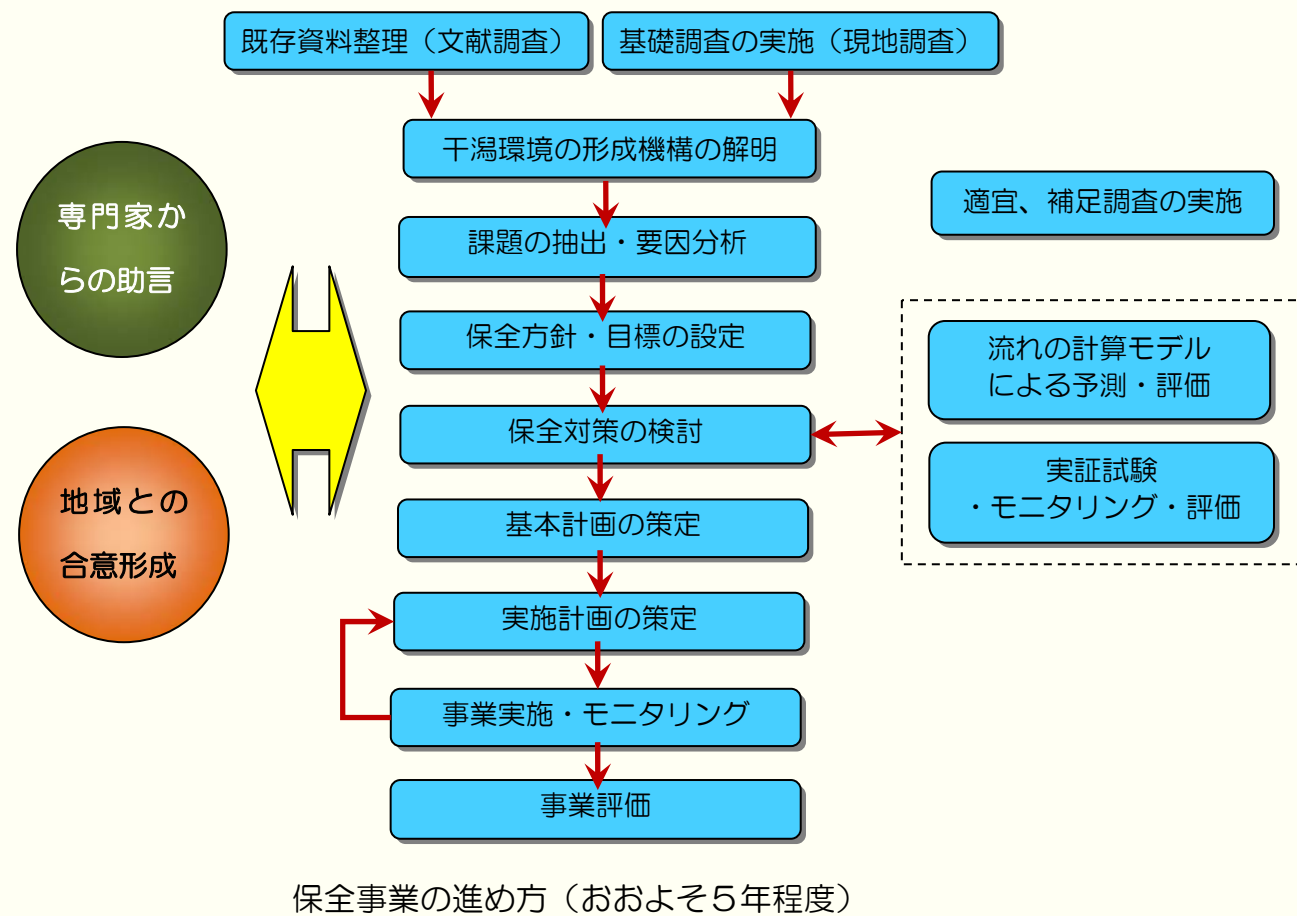 既存資料整理（文献調査）
基礎調査の実施（現地調査）
干潟環境の形成機構の解明
専門家か
らの助言
適宜、補足調査の実施
課題の抽出・要因分析
保全方針・目標の設定
流れの計算モデル
による予測・評価
保全対策の検討
実証試験
・モニタリング・評価
地域との
合意形成
基本計画の策定
実施計画の策定
事業実施・モニタリング
事業評価
保全事業の進め方（おおよそ５年程度）